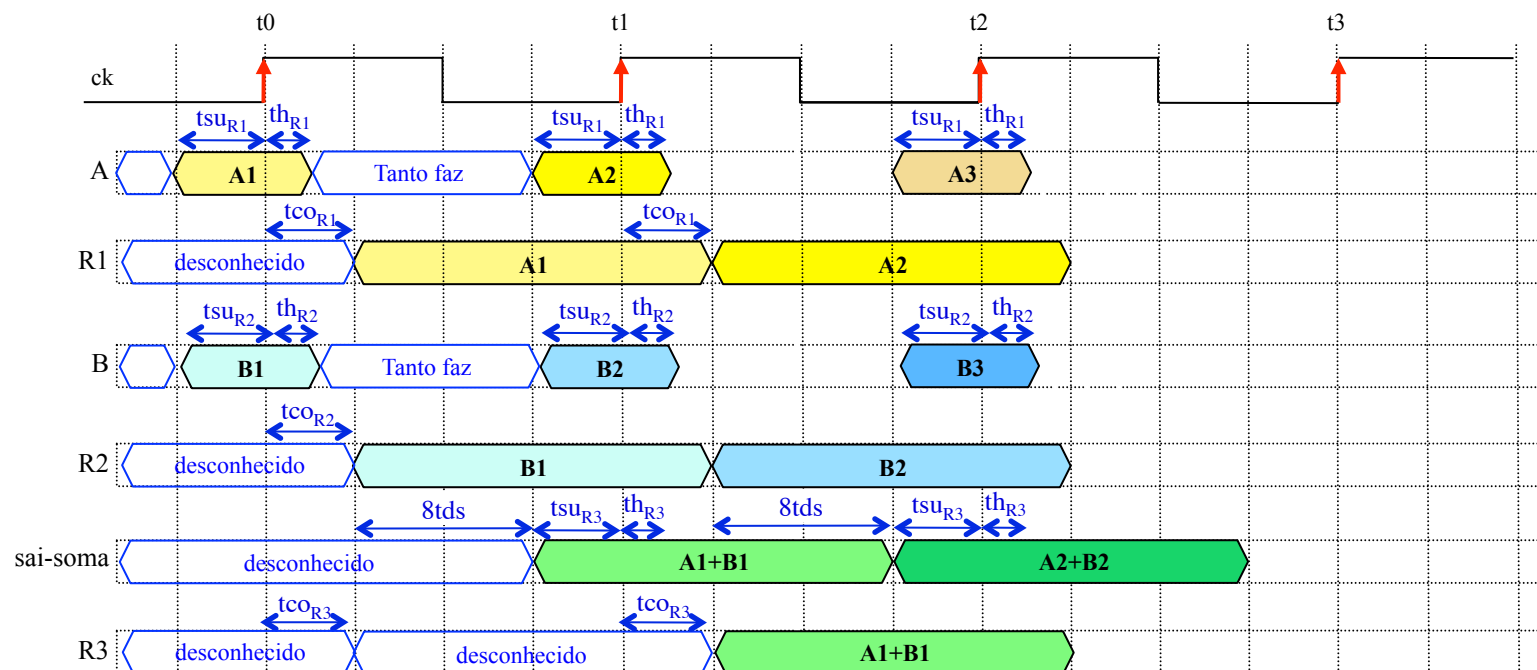 t0 t1 t2 t3
ck
tsuR1 thR1 tsuR1 thR1 tsuR1 thR1
A A1 Tanto faz A2 A3
tcoR1 tcoR1
R1 desconhecido A1 A2
tsuR2 thR2 tsuR2 thR2 tsuR2 thR2
B B1 Tanto faz B2 B3
tcoR2
R2 desconhecido B1 B2
8tds tsuR3 thR3 8tds tsuR3 thR3
sai-soma desconhecido A1+B1 A2+B2
tcoR3 tcoR3
R3 desconhecido desconhecido A1+B1